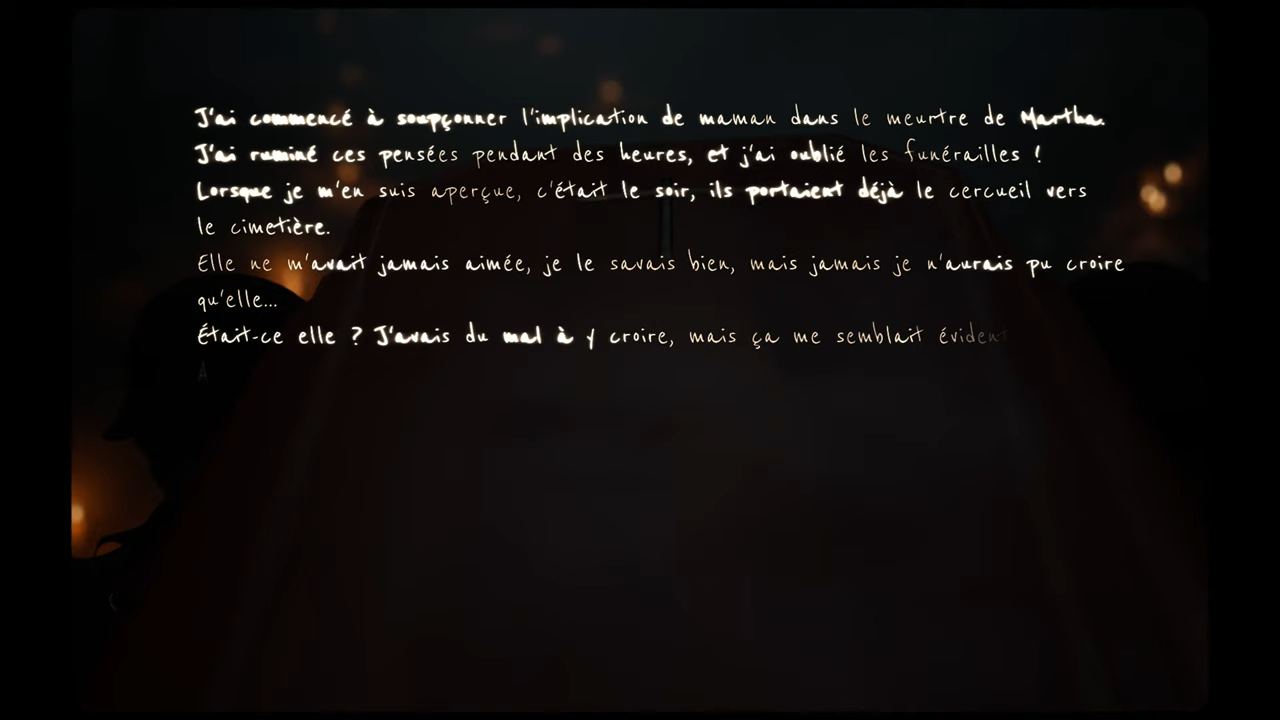 J'ai commencé à soupçonner l'implication de maman dans le meurtre de Martha.
J'ai ruminé ces pensées pendant des heures, et j'ai oublié les funérailles !
Lorsque je m'en suis aperçue, c'était le soir, ils portaient déjà le cercueil vers
le cimetière.
Elle ne m'avait jamais aimée, je le savais bien, mais jamais je n'aurais pu croire
qu'elle...
Était-ce elle ? J'avais du mal à y croire, mais ça me semblait évident
A